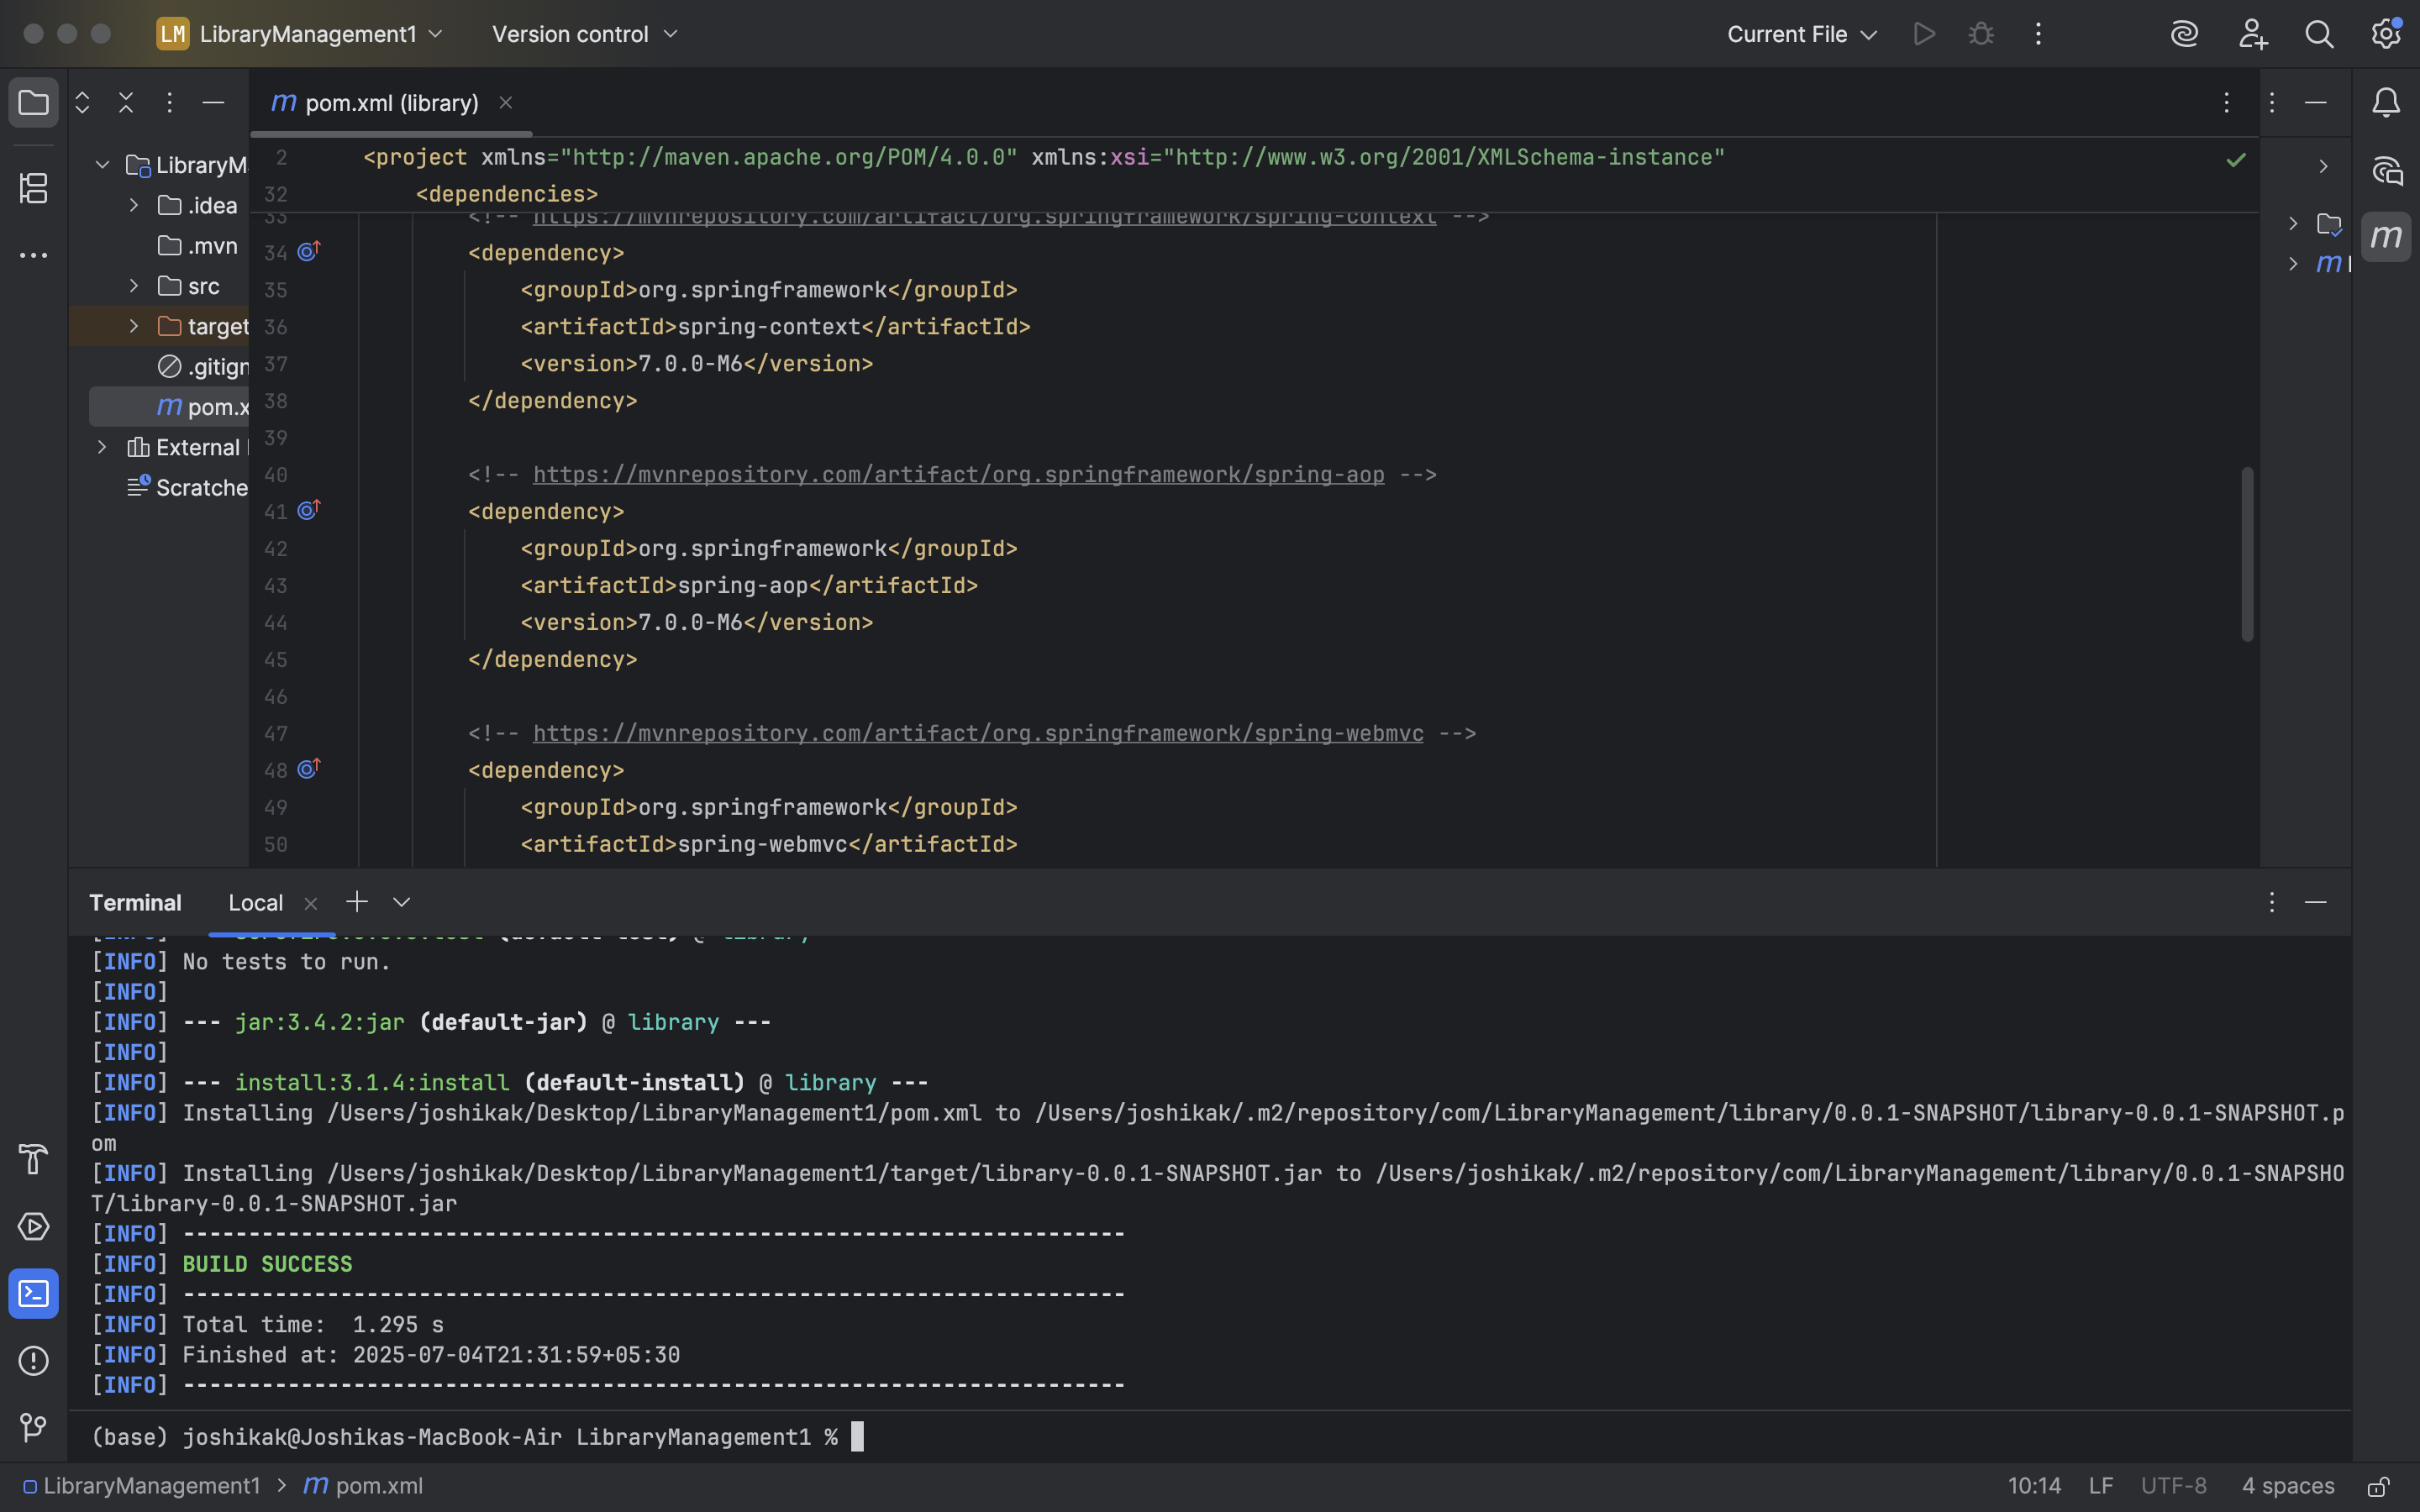 LM LibraryManagement1 Version control Current File
m pom.xml (library)
LibraryM
.idea
.mvn
src
target
.gitign
m pom.x
External
Scratche
2 <project xmlns="http://maven.apache.org/POM/4.0.0" xmlns:xsi="http://www.w3.org/2001/XMLSchema-instance"
32 <dependencies>
33 <!-- https://mvnrepository.com/artifact/org.springframework/spring-context -->
34 <dependency>
35 <groupId>org.springframework</groupId>
36 <artifactId>spring-context</artifactId>
37 <version>7.0.0-M6</version>
38 </dependency>
39
40 <!-- https://mvnrepository.com/artifact/org.springframework/spring-aop -->
41 <dependency>
42 <groupId>org.springframework</groupId>
43 <artifactId>spring-aop</artifactId>
44 <version>7.0.0-M6</version>
45 </dependency>
46
47 <!-- https://mvnrepository.com/artifact/org.springframework/spring-webmvc -->
48 <dependency>
49 <groupId>org.springframework</groupId>
50 <artifactId>spring-webmvc</artifactId>
m
m
Terminal Local
[INFO] No tests to run.
[INFO]
[INFO] --- jar:3.4.2:jar (default-jar) @ library ---
[INFO]
[INFO] --- install:3.1.4:install (default-install) @ library ---
[INFO] Installing /Users/joshikak/Desktop/LibraryManagement1/pom.xml to /Users/joshikak/.m2/repository/com/LibraryManagement/library/0.0.1-SNAPSHOT/library-0.0.1-SNAPSHOT.p
om
[INFO] Installing /Users/joshikak/Desktop/LibraryManagement1/target/library-0.0.1-SNAPSHOT.jar to /Users/joshikak/.m2/repository/com/LibraryManagement/library/0.0.1-SNAPSHO
T/library-0.0.1-SNAPSHOT.jar
[INFO] ------------------------------------------------------------------------
[INFO] BUILD SUCCESS
[INFO] ------------------------------------------------------------------------
[INFO] Total time:  1.295 s
[INFO] Finished at: 2025-07-04T21:31:59+05:30
[INFO] ------------------------------------------------------------------------
(base) joshikak@Joshikas-MacBook-Air LibraryManagement1 %
LibraryManagement1 > m pom.xml 10:14 LF UTF-8 4 spaces